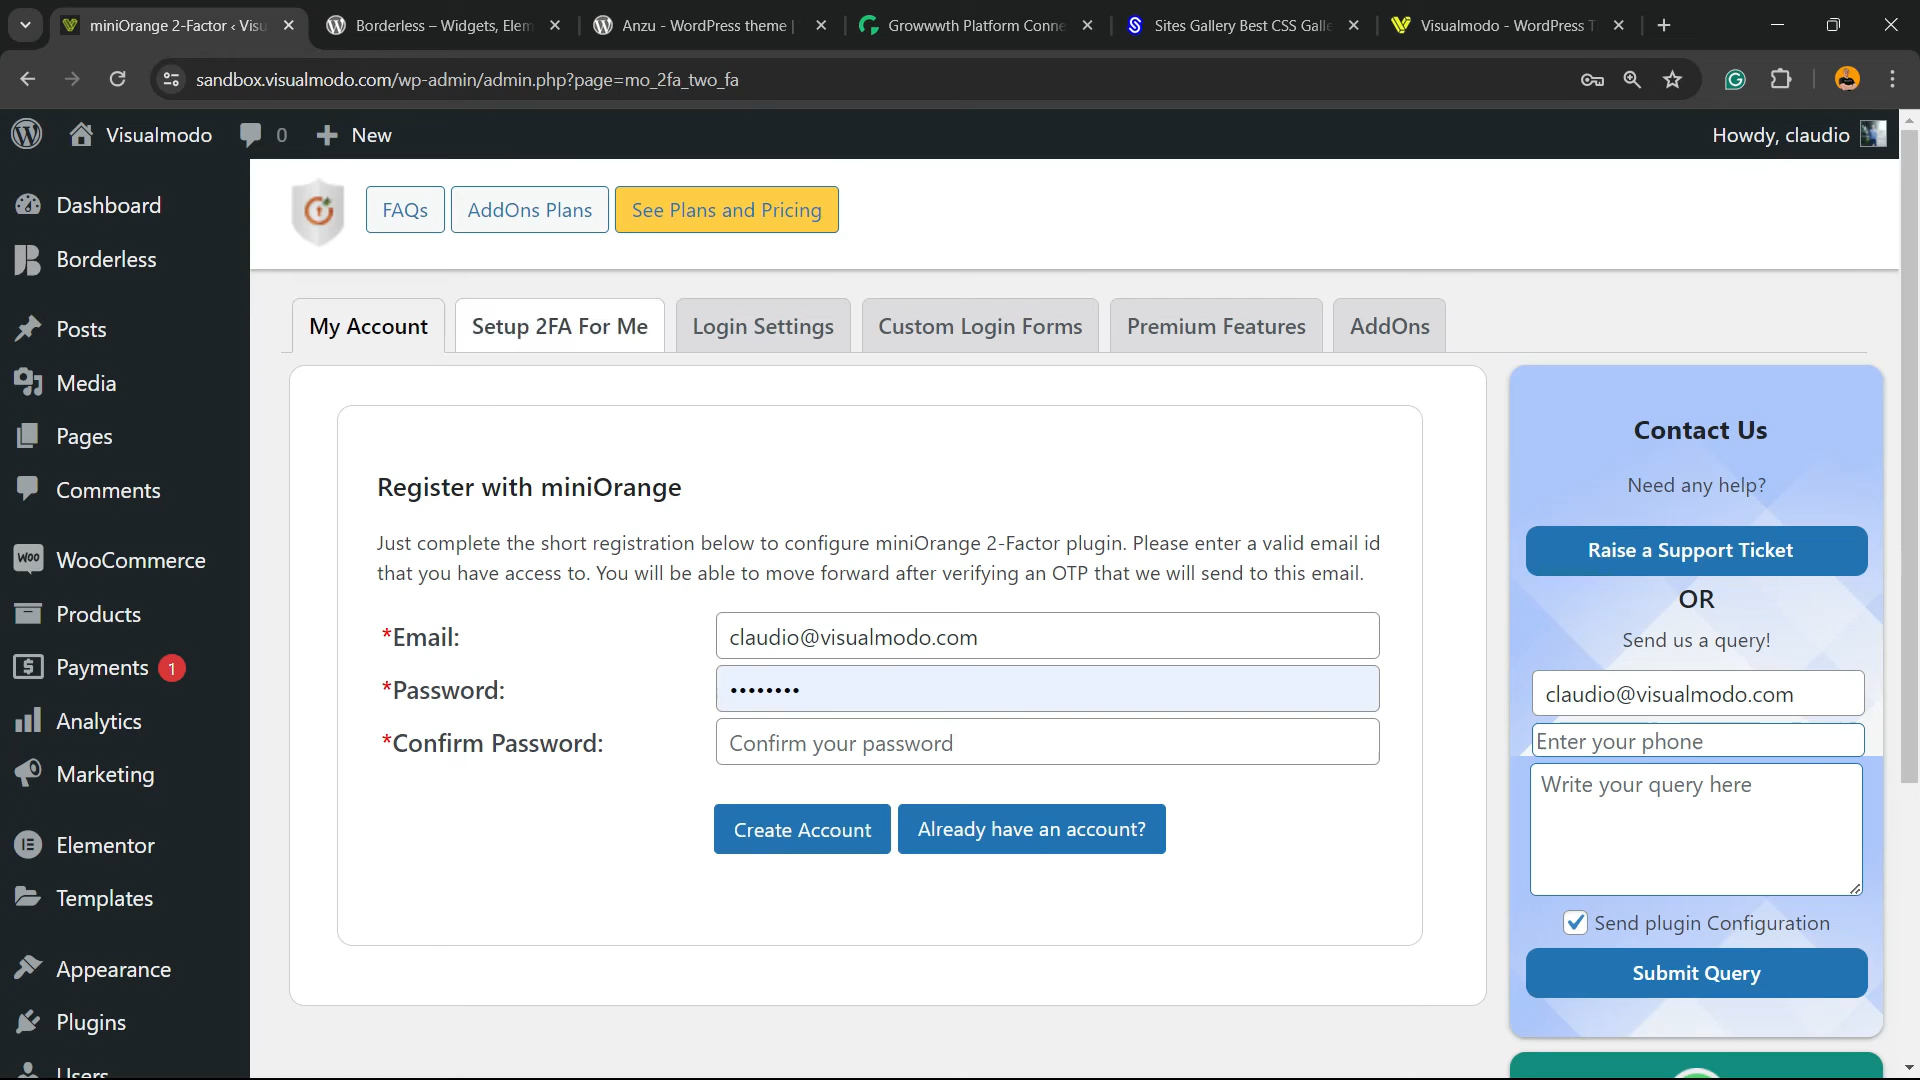 miniOrange 2-Factor ‹ Visu
Borderless – Widgets, Elem
Anzu - WordPress theme |
Growwwth Platform Conne
Sites Gallery Best CSS Galle
Visualmodo - WordPress T
sandbox.visualmodo.com/wp-admin/admin.php?page=mo_2fa_two_fa
Visualmodo
0
New
Howdy, claudio
Dashboard
Borderless
Posts
Media
Pages
Comments
WooCommerce
Products
Payments 1
Analytics
Marketing
Elementor
Templates
Appearance
Plugins
Users
FAQs
AddOns Plans
See Plans and Pricing
My Account
Setup 2FA For Me
Login Settings
Custom Login Forms
Premium Features
AddOns
Register with miniOrange
Just complete the short registration below to configure miniOrange 2-Factor plugin. Please enter a valid email id
that you have access to. You will be able to move forward after verifying an OTP that we will send to this email.
*Email:
claudio@visualmodo.com
*Password:
••••••••
*Confirm Password:
Confirm your password
Create Account
Already have an account?
Contact Us
Need any help?
Raise a Support Ticket
OR
Send us a query!
claudio@visualmodo.com
Enter your phone
Write your query here
Send plugin Configuration
Submit Query